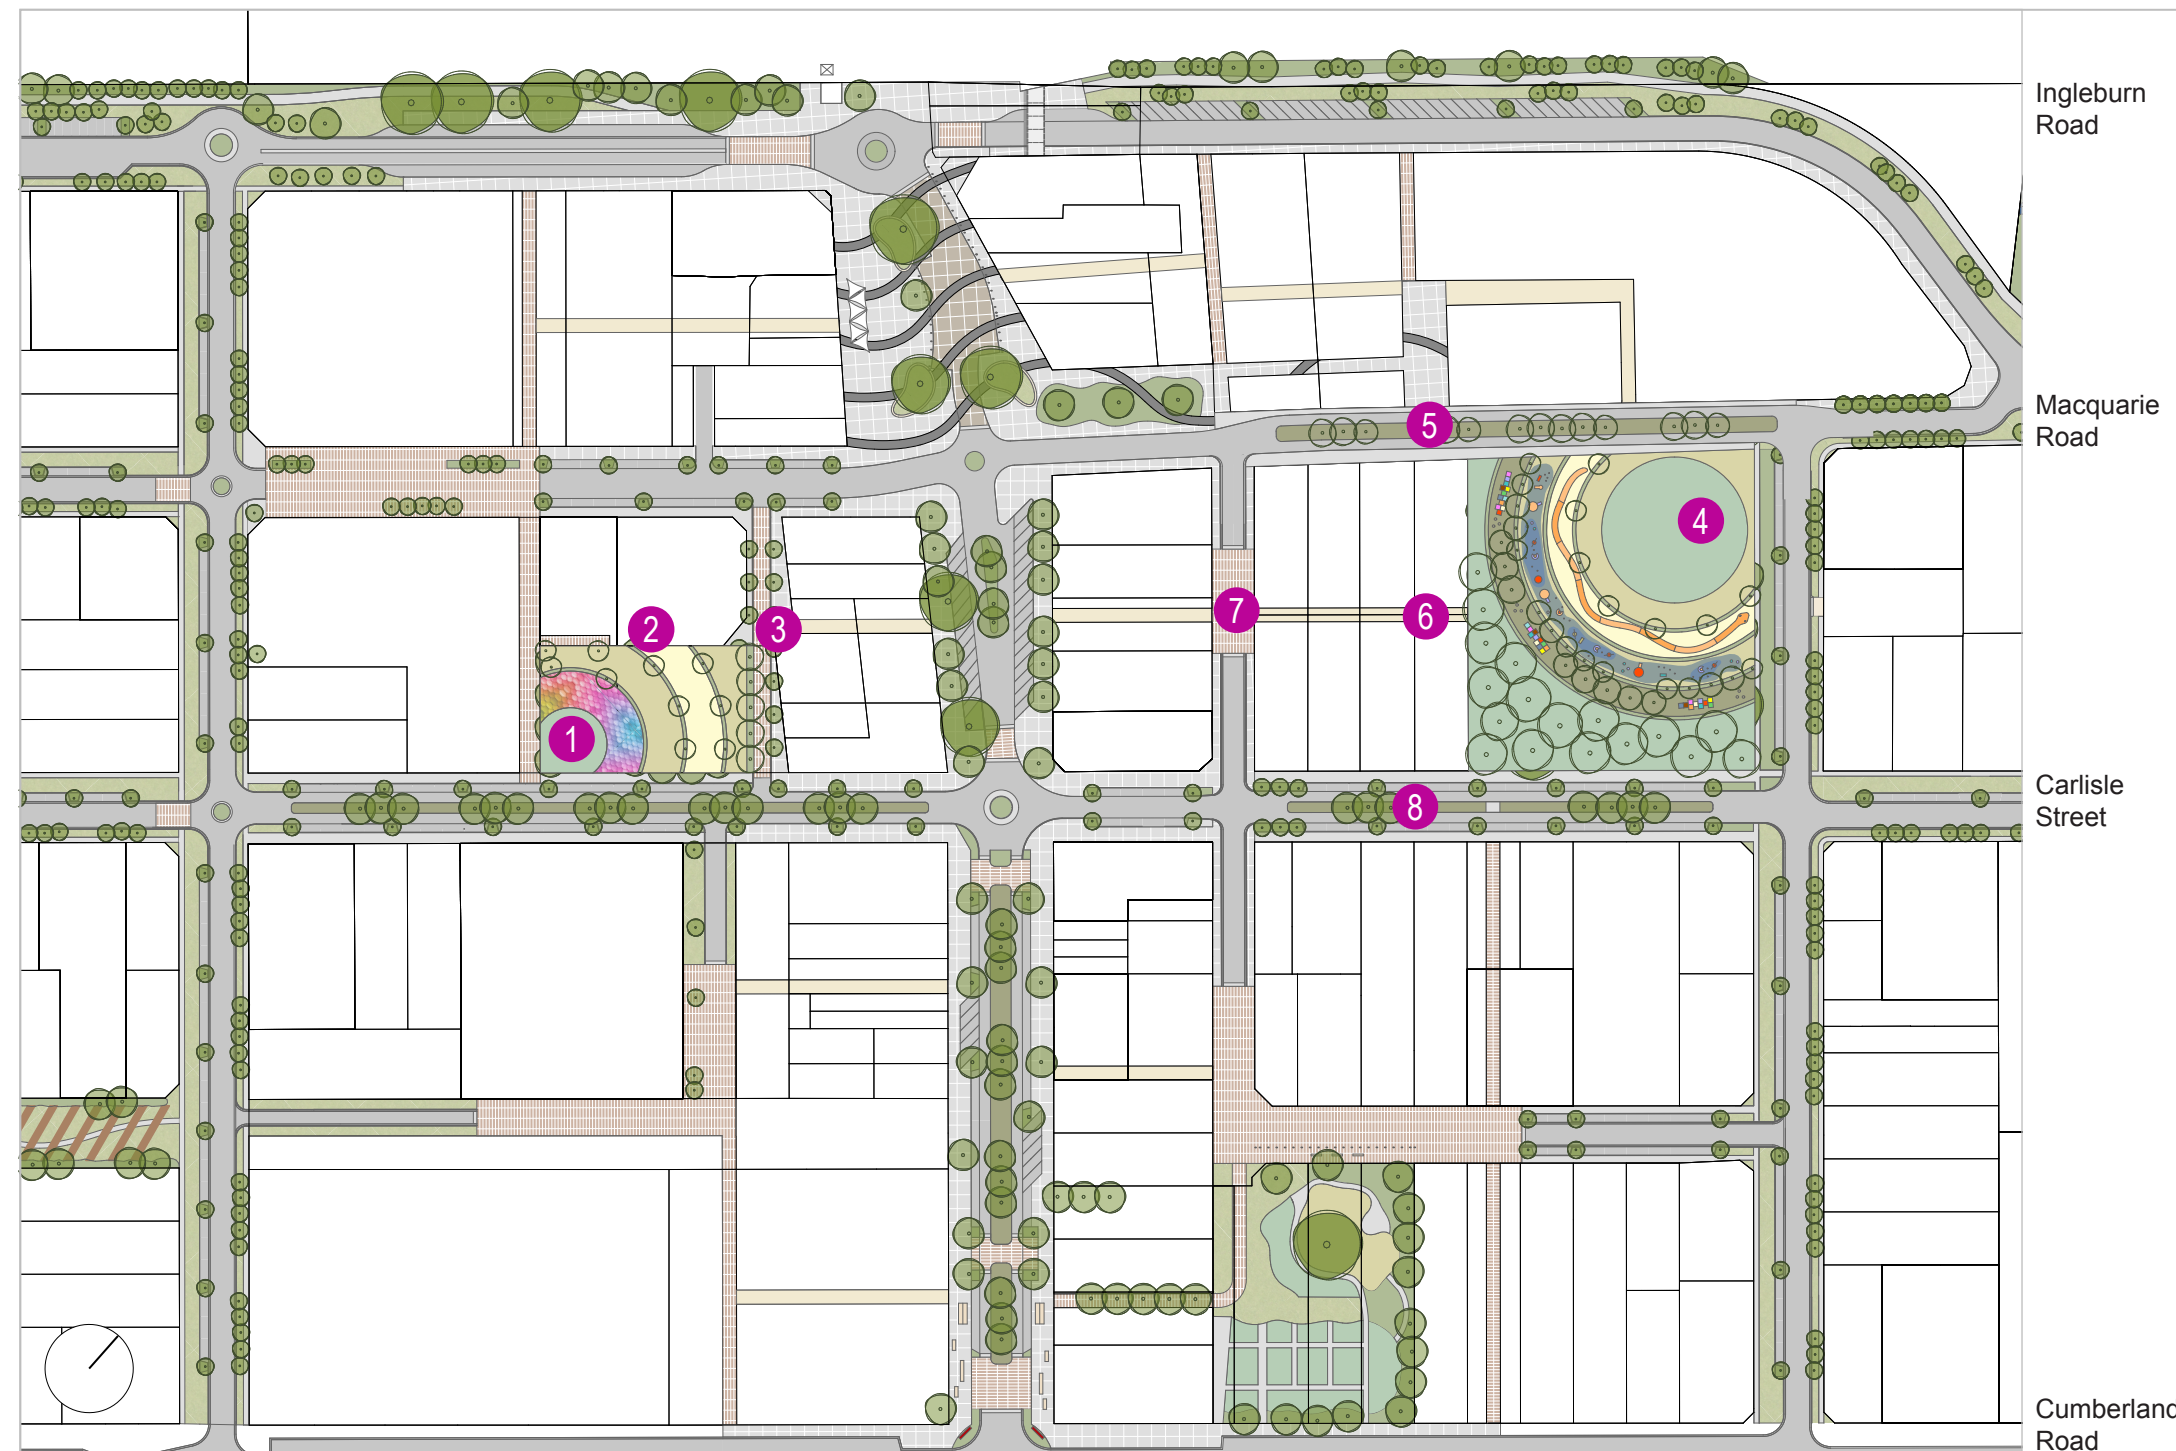 Ingleburn
Road
Macquarie
Road
5
4
7
6
2
3
1
Carlisle
Street
8
Cumberland
Road